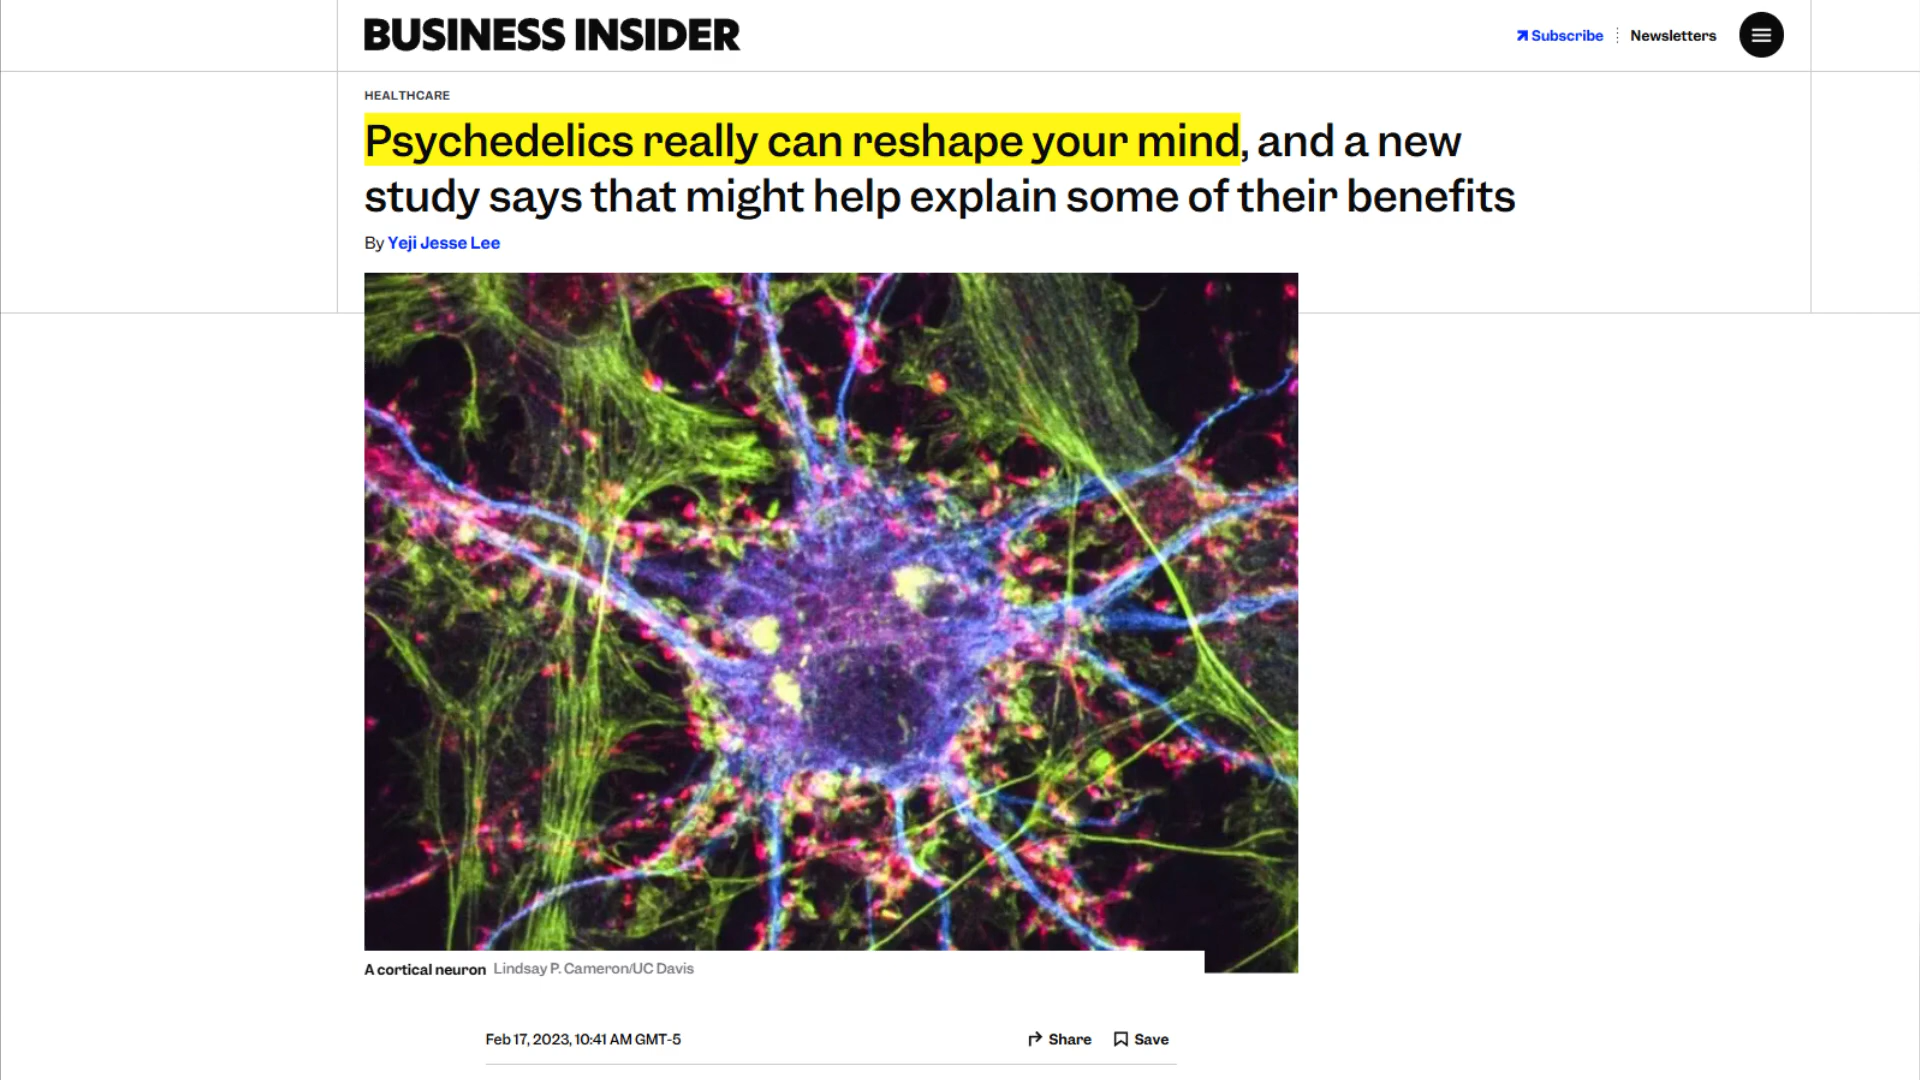 BUSINESS INSIDER
Subscribe
Newsletters
HEALTHCARE
Psychedelics really can reshape your mind, and a new
study says that might help explain some of their benefits
By Yeji Jesse Lee
A cortical neuron Lindsay P. Cameron/UC Davis
Feb 17, 2023, 10:41 AM GMT-5
Share
Save